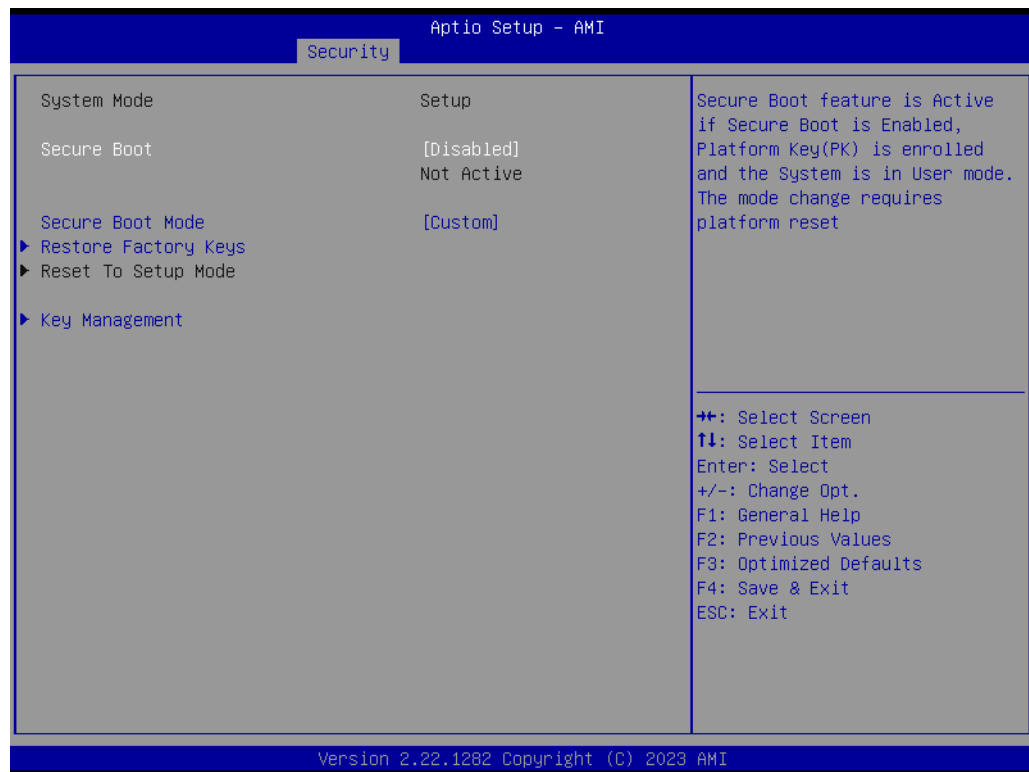 Aptio Setup – AMI
Security
System Mode Setup
Secure Boot [Disabled]
Not Active
Secure Boot Mode [Custom]
Restore Factory Keys
Reset To Setup Mode
Key Management
Secure Boot feature is Active
if Secure Boot is Enabled,
Platform Key(PK) is enrolled
and the System is in User mode.
The mode change requires
platform reset
→←: Select Screen
↑↓: Select Item
Enter: Select
+/-: Change Opt.
F1: General Help
F2: Previous Values
F3: Optimized Defaults
F4: Save & Exit
ESC: Exit
Version 2.22.1282 Copyright (C) 2023 AMI